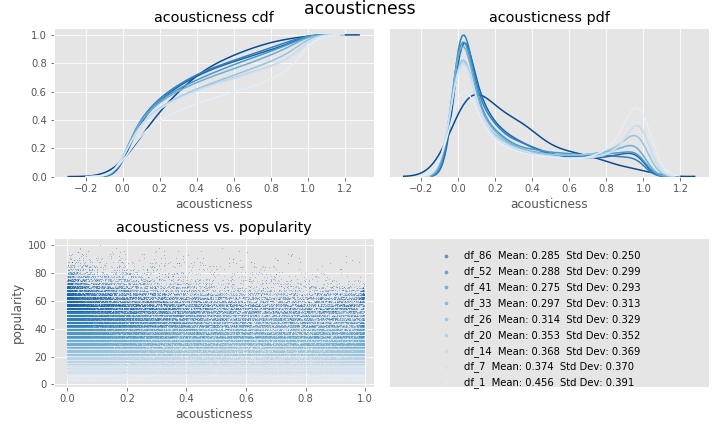 acousticness
acousticness cdf
1.0
0.8
0.6
0.4
0.2
0.0
−0.2 0.0 0.2 0.4 0.6 0.8 1.0 1.2
acousticness
acousticness pdf
−0.2 0.0 0.2 0.4 0.6 0.8 1.0 1.2
acousticness
acousticness vs. popularity
popularity
100
80
60
40
20
0
0.0 0.2 0.4 0.6 0.8 1.0
acousticness
df_86 Mean: 0.285 Std Dev: 0.250
df_52 Mean: 0.288 Std Dev: 0.299
df_41 Mean: 0.275 Std Dev: 0.293
df_33 Mean: 0.297 Std Dev: 0.313
df_26 Mean: 0.314 Std Dev: 0.329
df_20 Mean: 0.353 Std Dev: 0.352
df_14 Mean: 0.368 Std Dev: 0.369
df_7 Mean: 0.374 Std Dev: 0.370
df_1 Mean: 0.456 Std Dev: 0.391